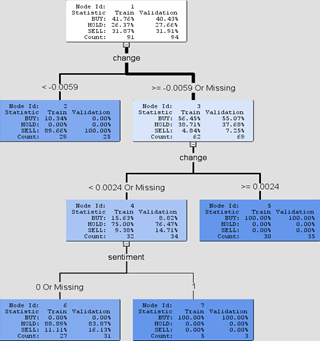 Node Id: 1
Statistic Train Validation
BUY: 41.76% 40.43%
HOLD: 26.37% 27.66%
SELL: 31.87% 31.91%
Count: 91 94
change
< -0.0059
>= -0.0059 Or Missing
Node Id: 2
Statistic Train Validation
BUY: 10.34% 0.00%
HOLD: 0.00% 0.00%
SELL: 89.66% 100.00%
Count: 29 25
Node Id: 3
Statistic Train Validation
BUY: 56.45% 55.07%
HOLD: 38.71% 37.68%
SELL: 4.84% 7.25%
Count: 62 69
change
< 0.0024 Or Missing
>= 0.0024
Node Id: 4
Statistic Train Validation
BUY: 15.63% 8.82%
HOLD: 75.00% 76.47%
SELL: 9.38% 14.71%
Count: 32 34
Node Id: 5
Statistic Train Validation
BUY: 100.00% 100.00%
HOLD: 0.00% 0.00%
SELL: 0.00% 0.00%
Count: 30 35
sentiment
0 Or Missing
1
Node Id: 6
Statistic Train Validation
BUY: 0.00% 0.00%
HOLD: 88.89% 83.87%
SELL: 11.11% 16.13%
Count: 27 31
Node Id: 7
Statistic Train Validation
BUY: 100.00% 100.00%
HOLD: 0.00% 0.00%
SELL: 0.00% 0.00%
Count: 5 3